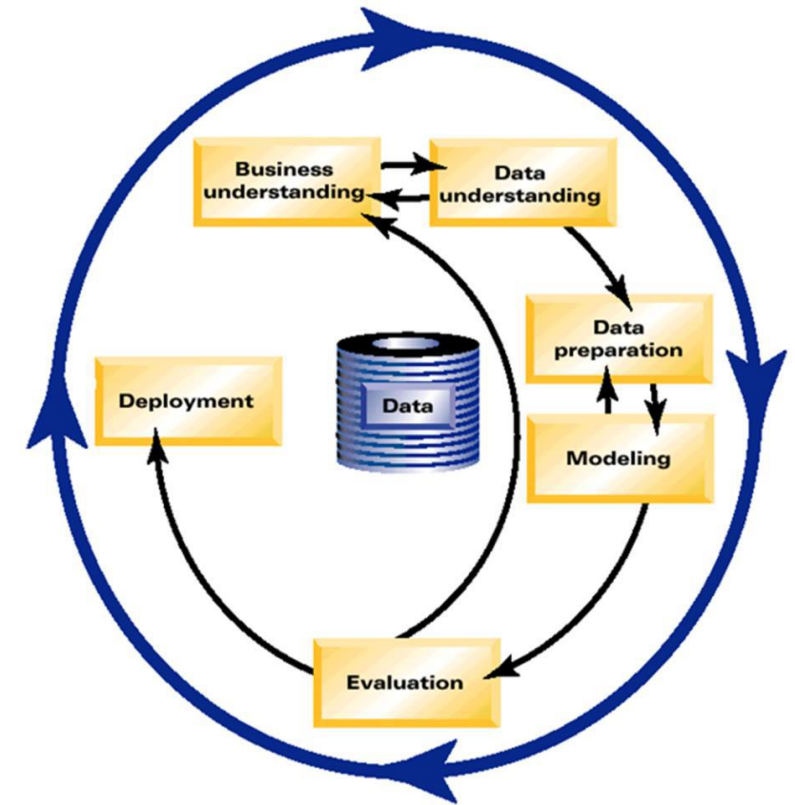 Business
understanding
Data
understanding
Data
preparation
Deployment
Data
Modeling
Evaluation